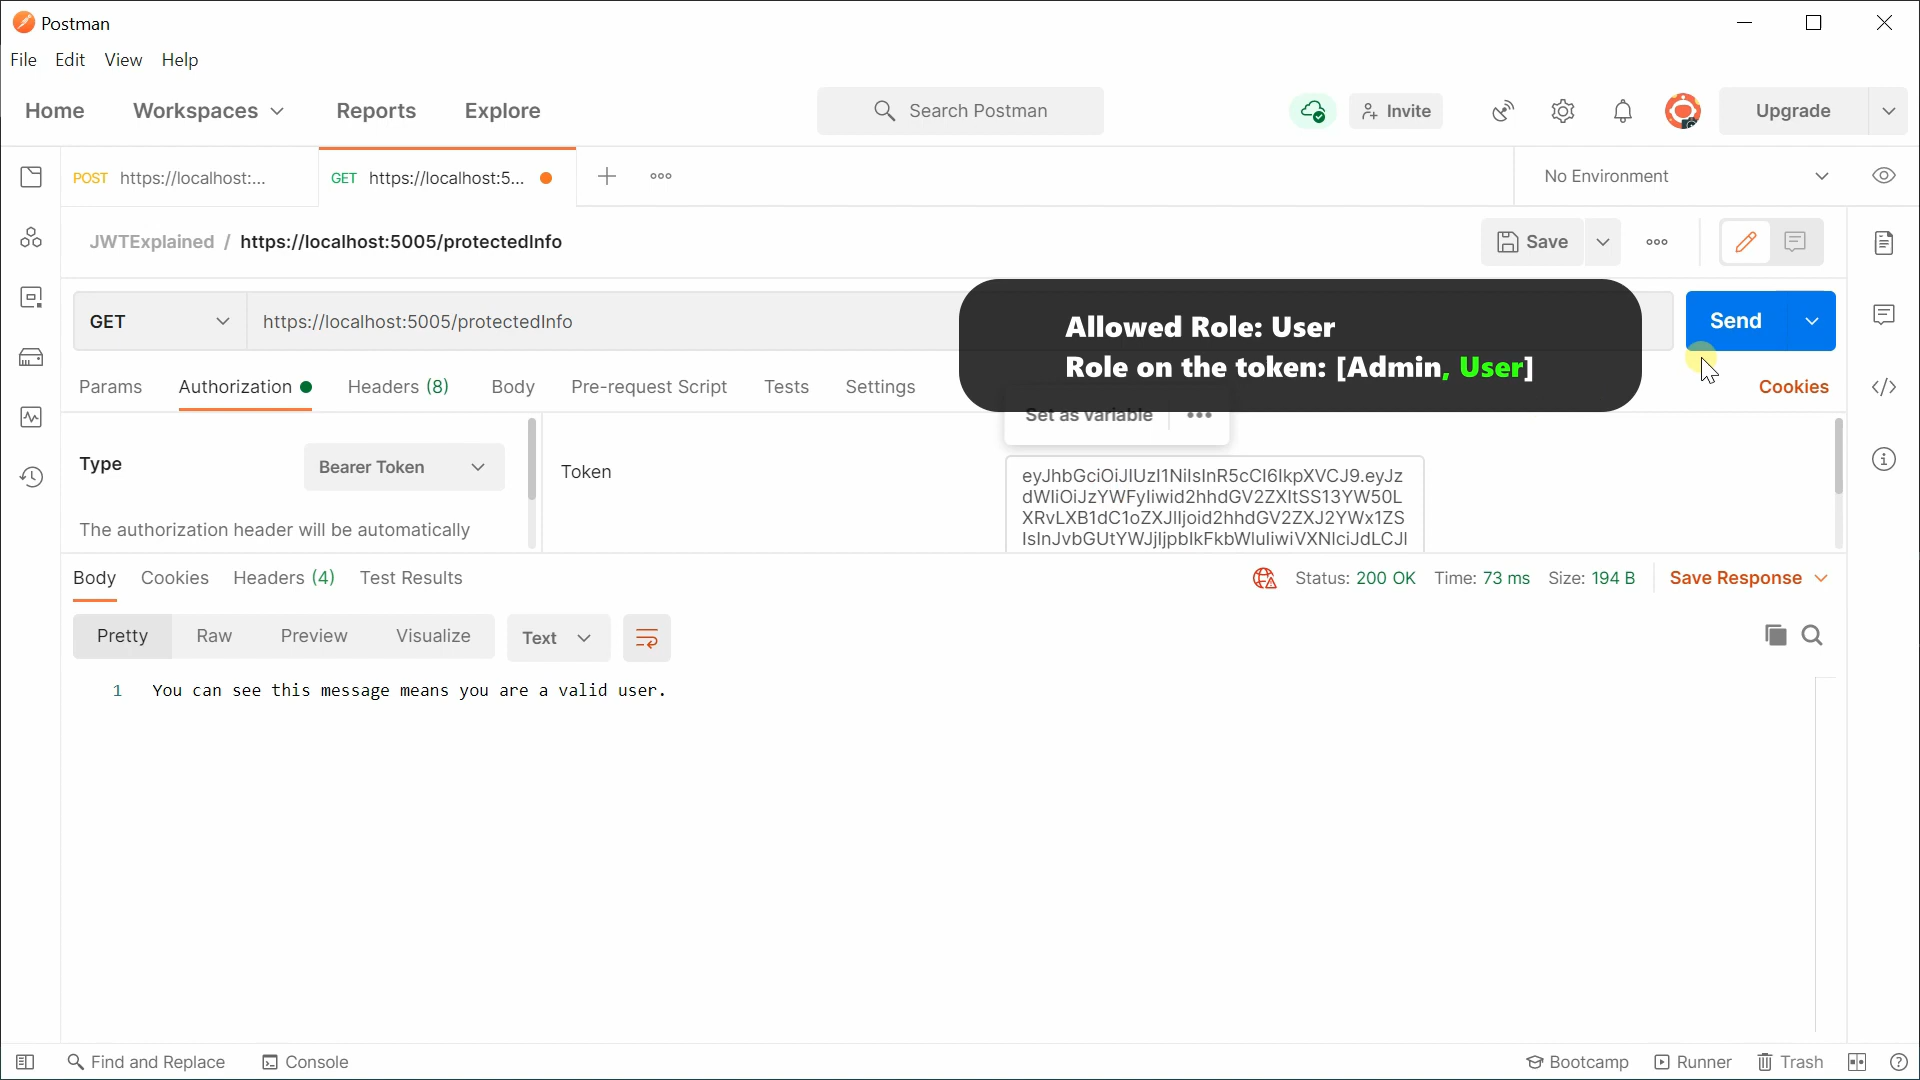 Postman
File Edit View Help
Home Workspaces Reports Explore Search Postman Invite Upgrade
POST https://localhost:...
GET https://localhost:5...
No Environment
JWTExplained / https://localhost:5005/protectedInfo
Save
GET https://localhost:5005/protectedInfo
Send
Allowed Role: User
Role on the token: [Admin, User]
Params Authorization Headers (8) Body Pre-request Script Tests Settings
Cookies
Set as variable
Type
Bearer Token
Token
The authorization header will be automatically
Body Cookies Headers (4) Test Results
Status: 200 OK Time: 73 ms Size: 194 B Save Response
Pretty Raw Preview Visualize Text
1 You can see this message means you are a valid user.
Find and Replace Console
Bootcamp Runner Trash